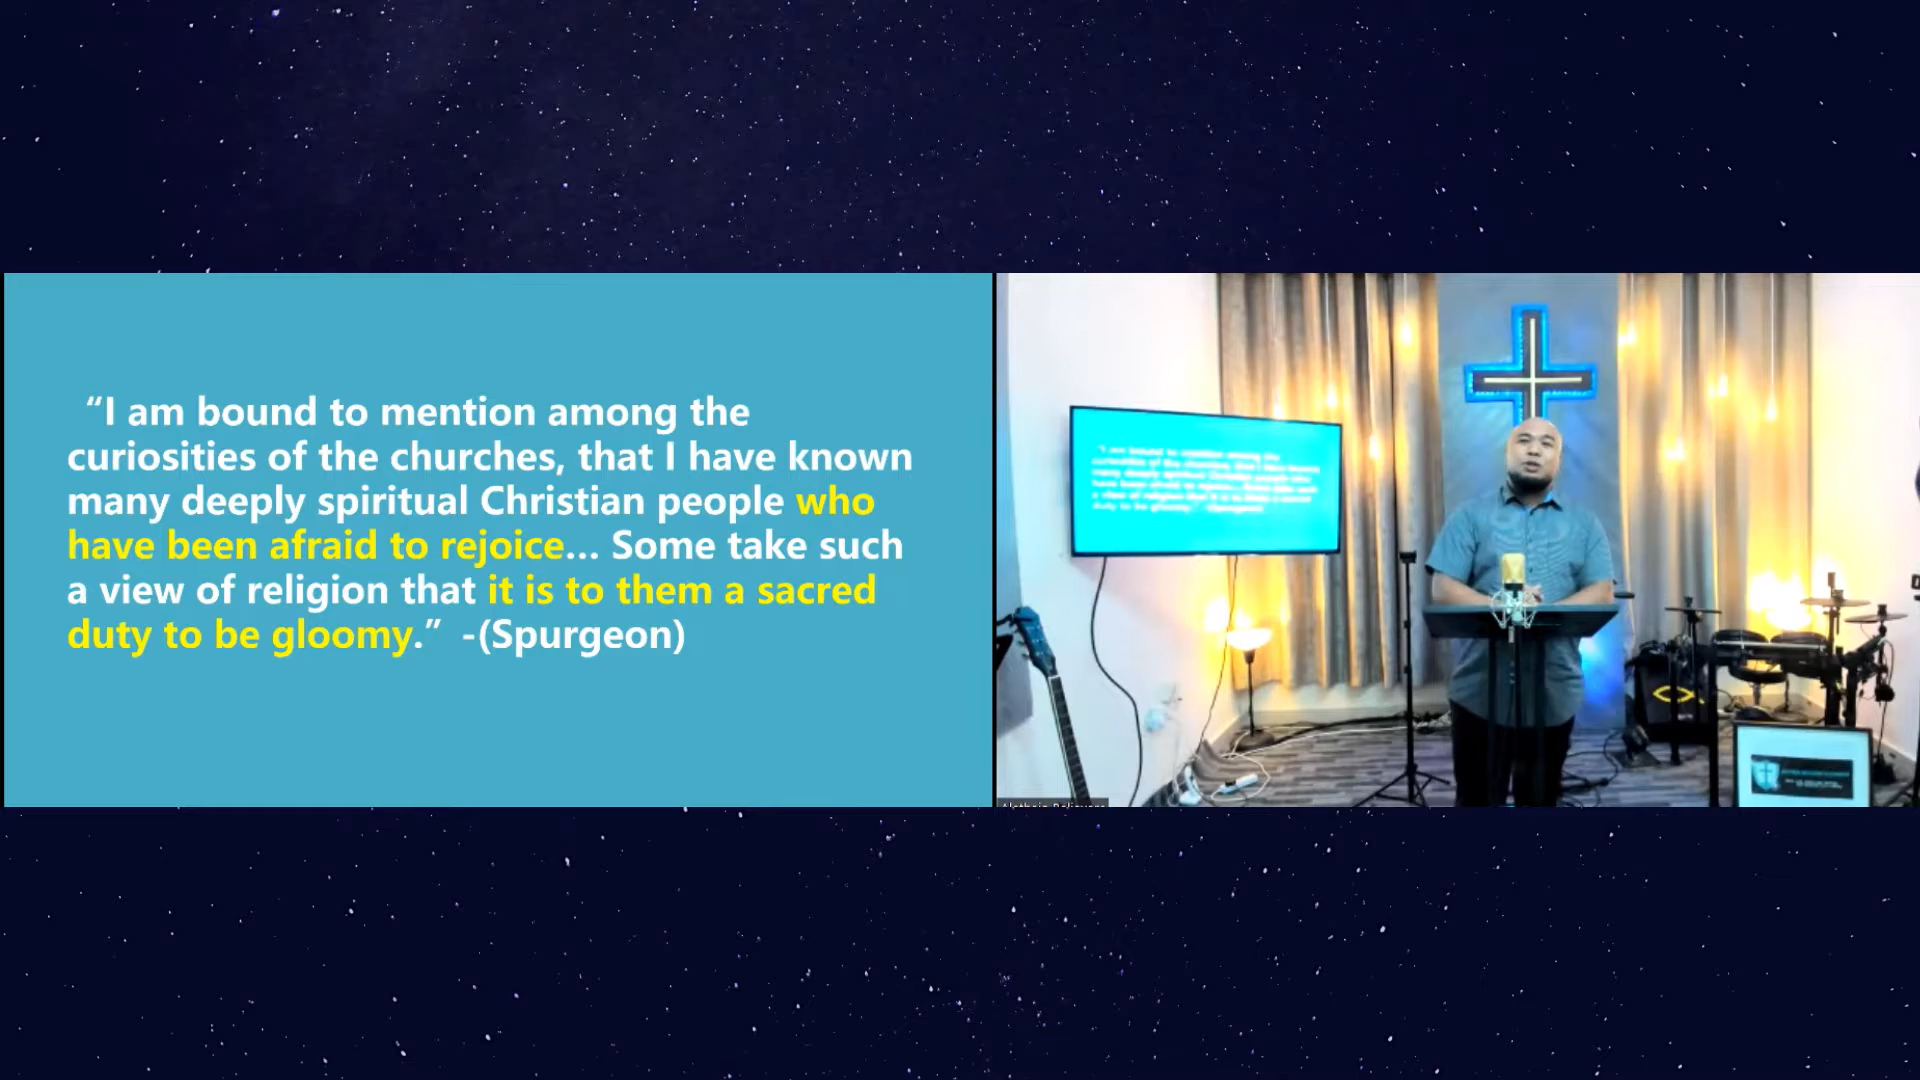 “I am bound to mention among the
curiosities of the churches, that I have known
many deeply spiritual Christian people who
have been afraid to rejoice... Some take such
a view of religion that it is to them a sacred
duty to be gloomy.”  -(Spurgeon)